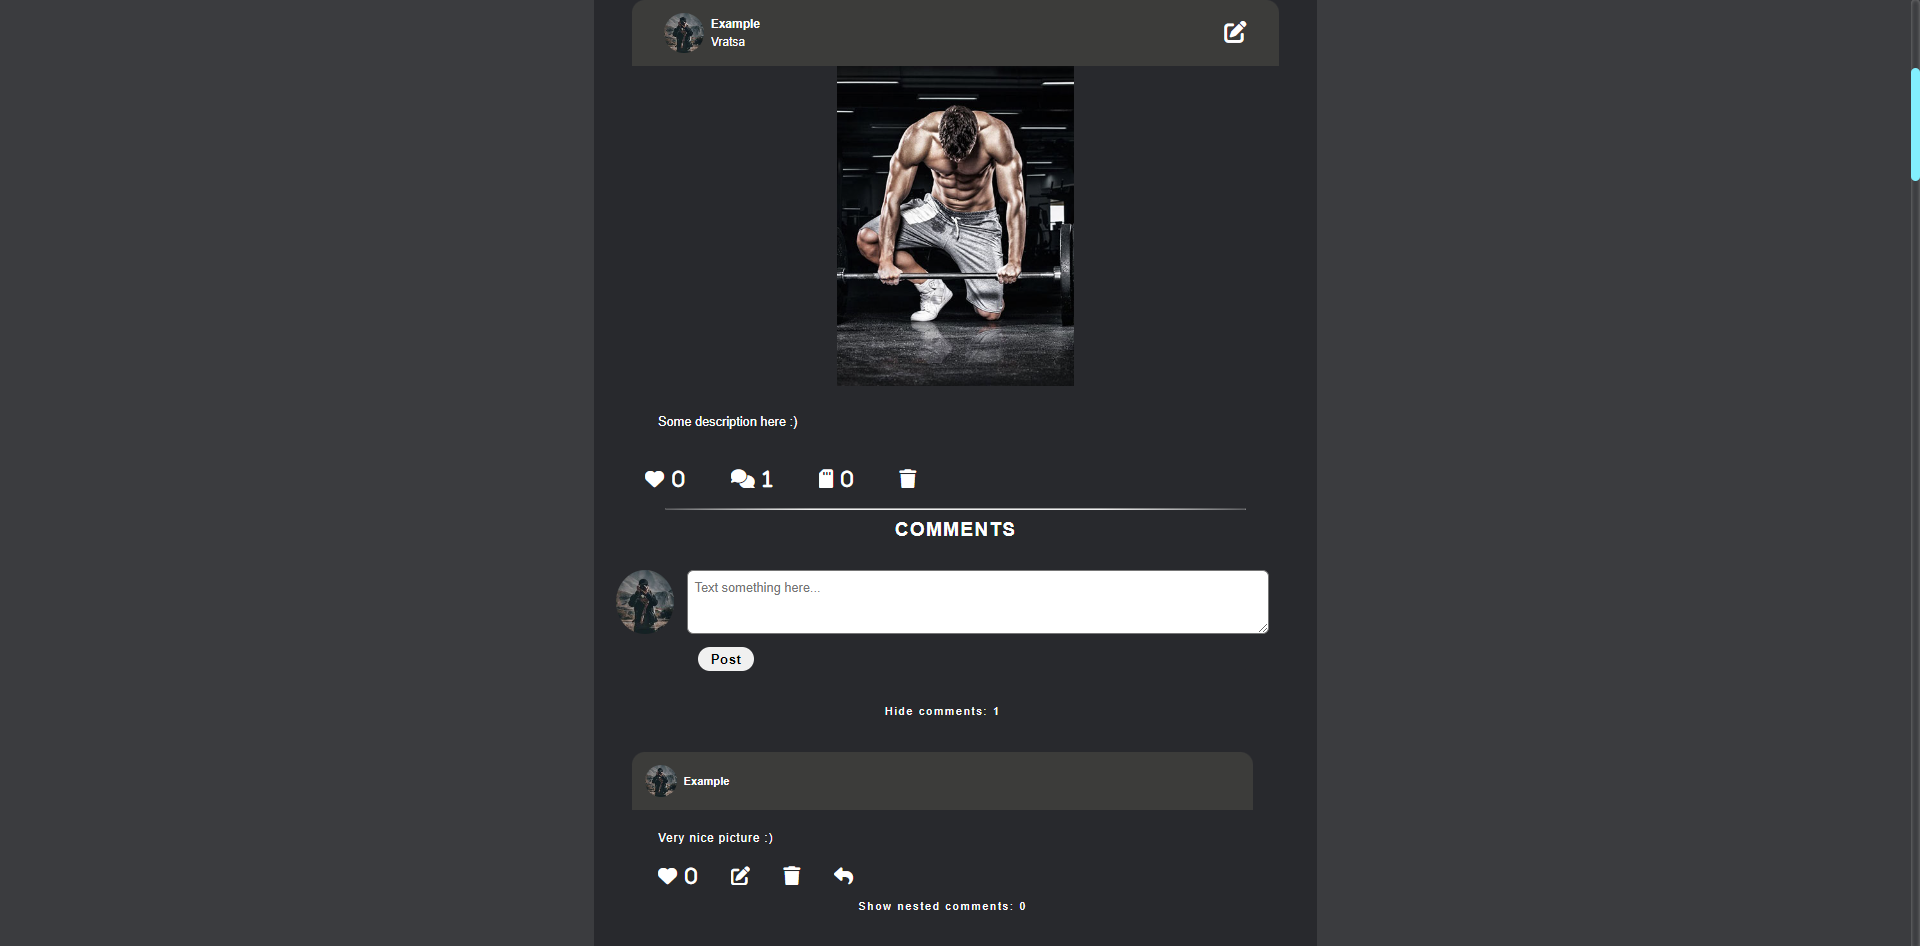 Example
Vratsa
Some description here :)
0 1 0
COMMENTS
Text something here...
Post
Hide comments: 1
Example
Very nice picture :)
0
Show nested comments: 0